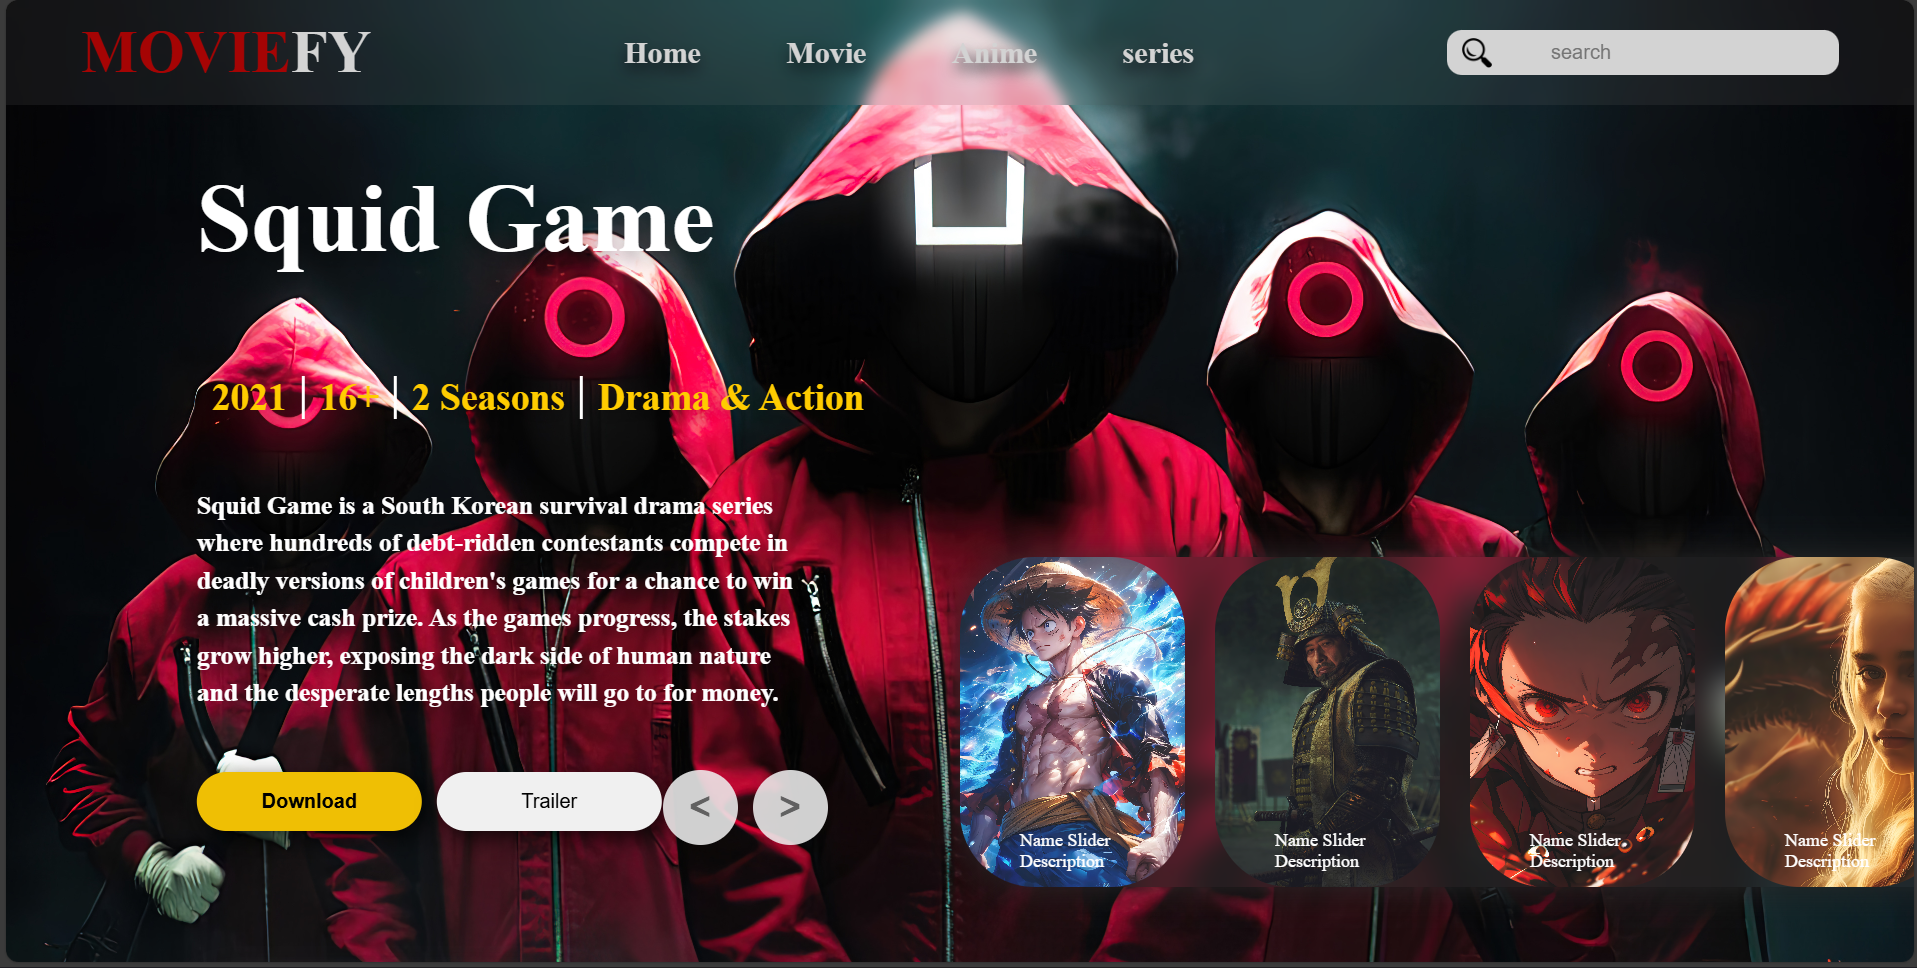 MOVIEFY
Home
Movie
Anime
series
search
Squid Game
2021 | 16+ | 2 Seasons | Drama & Action
Squid Game is a South Korean survival drama series
where hundreds of debt-ridden contestants compete in
deadly versions of children's games for a chance to win
a massive cash prize. As the games progress, the stakes
grow higher, exposing the dark side of human nature
and the desperate lengths people will go to for money.
Download
Trailer
<
>
Name Slider
Description
Name Slider
Description
Name Slider
Description
Name Slider
Description